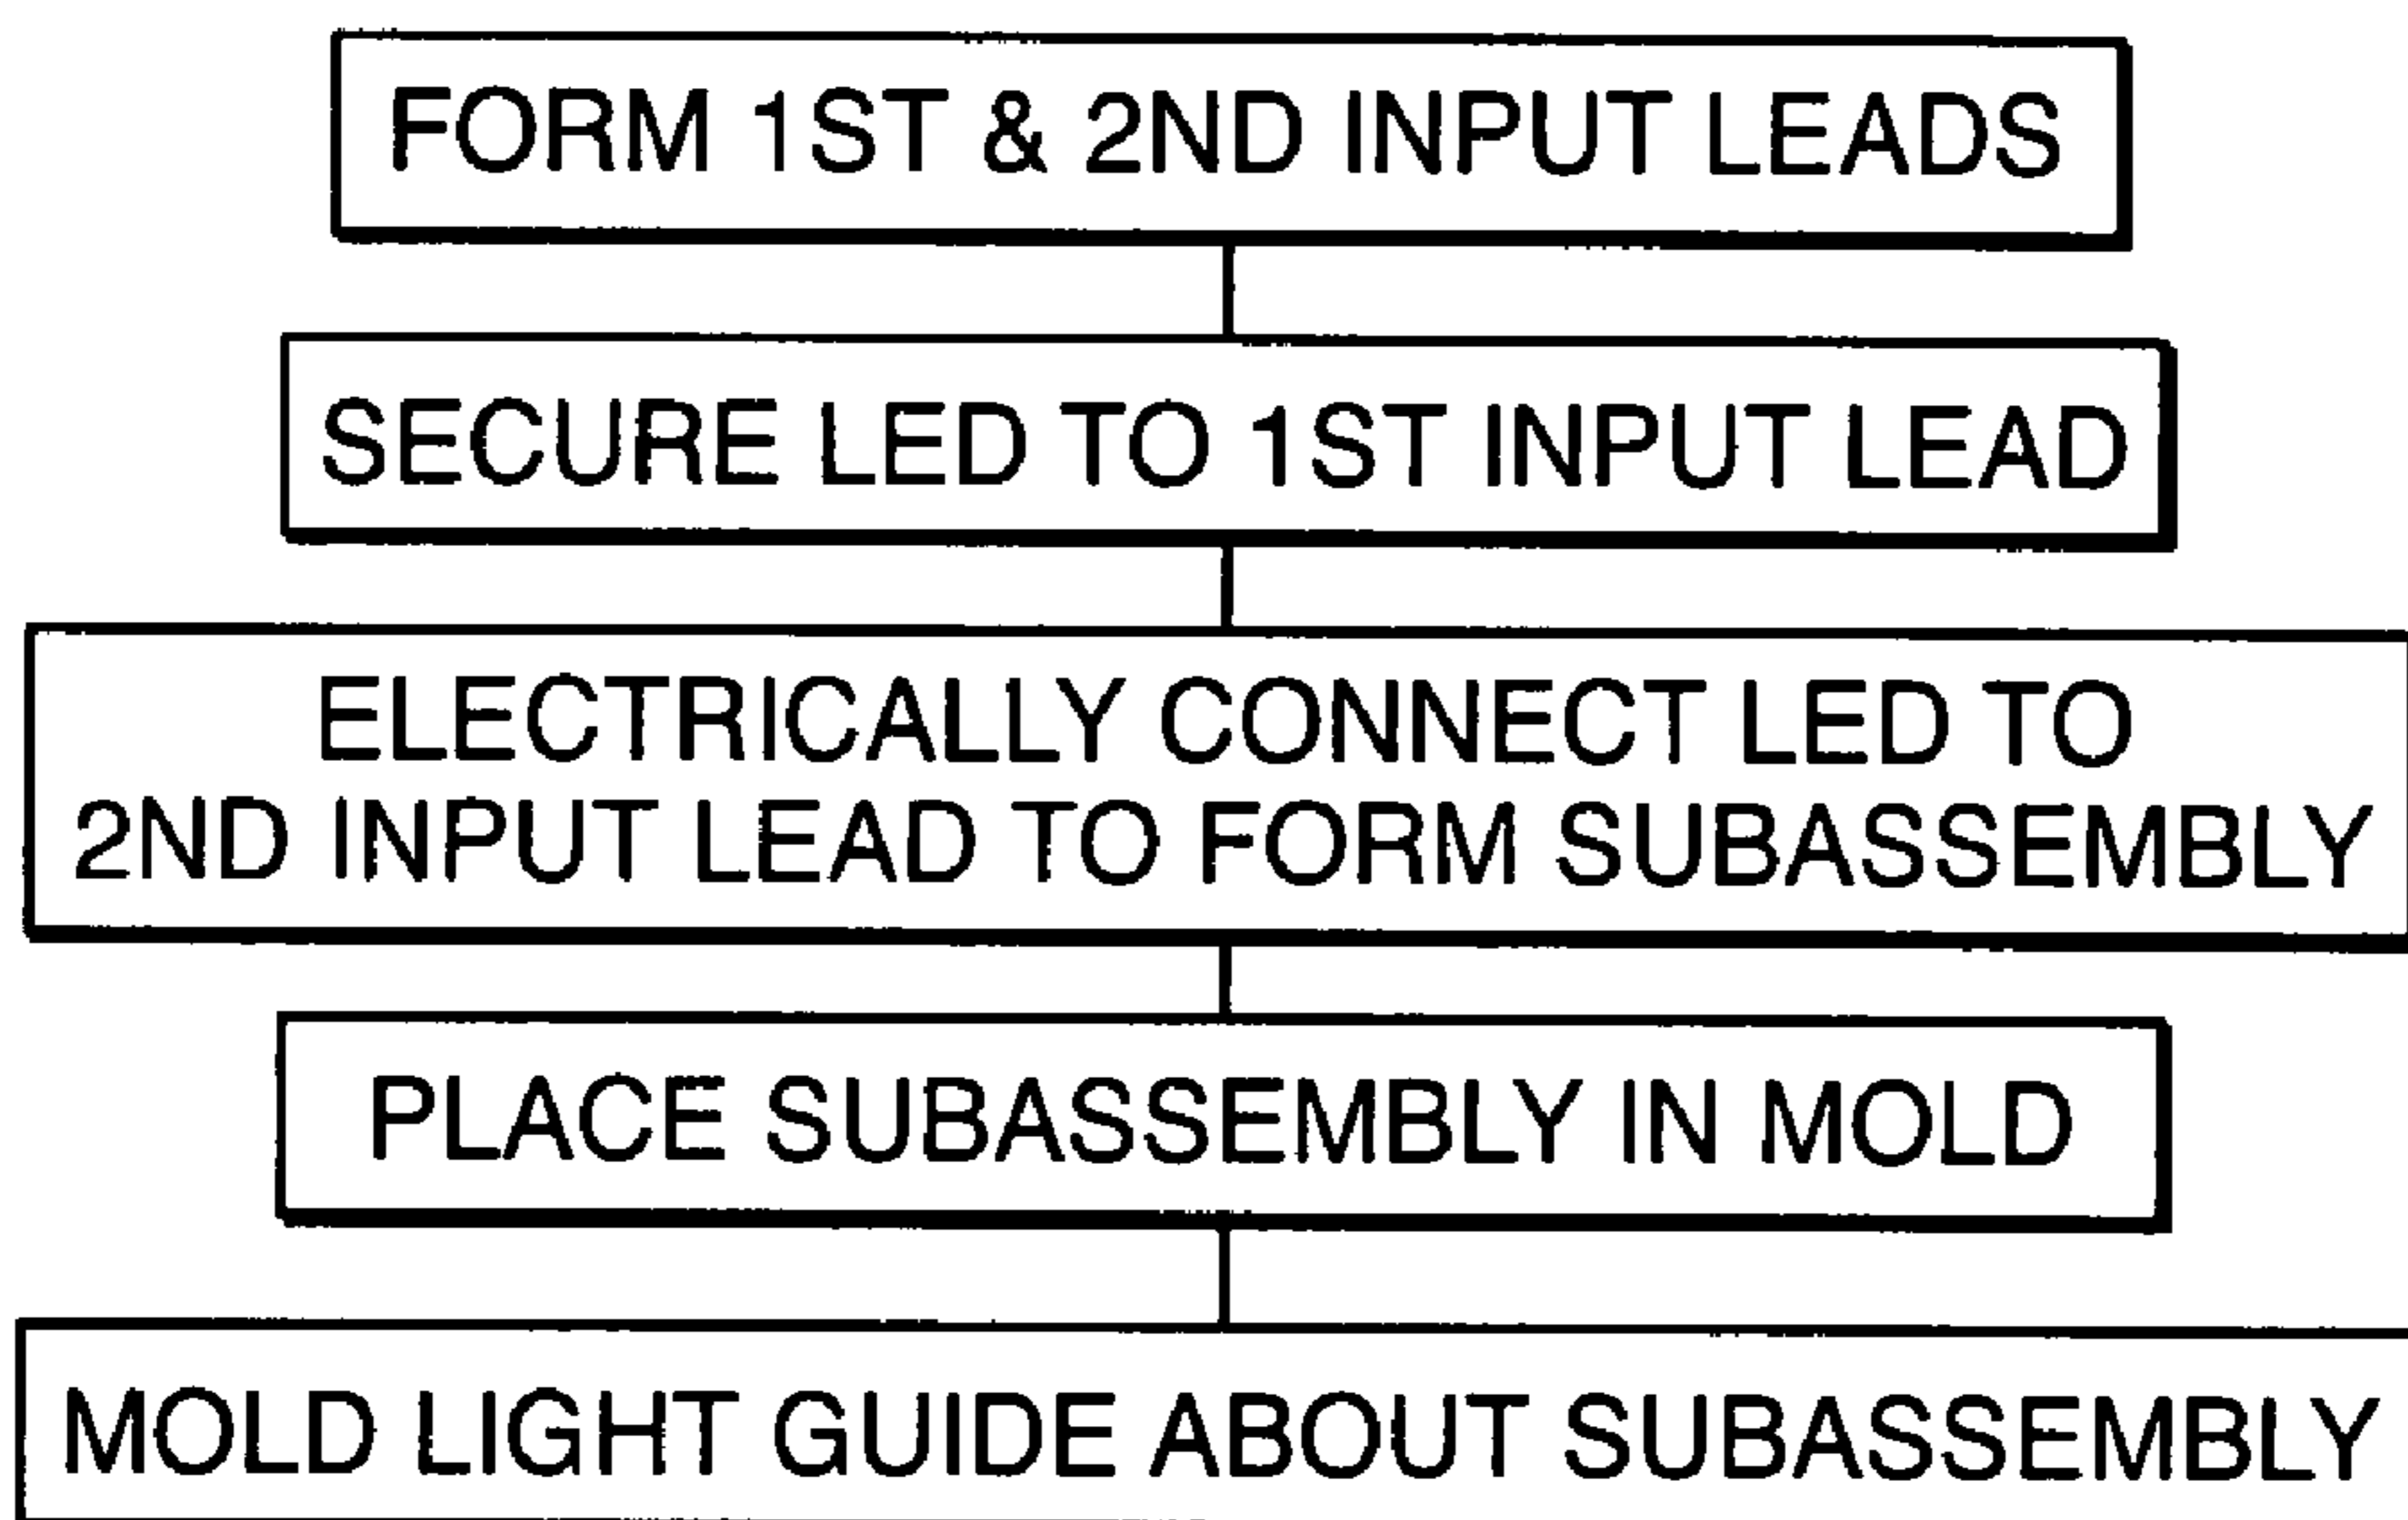 FORM 1ST & 2ND INPUT LEADS
SECURE LED TO 1ST INPUT LEAD
ELECTRICALLY CONNECT LED TO
2ND INPUT LEAD TO FORM SUBASSEMBLY
PLACE SUBASSEMBLY IN MOLD
MOLD LIGHT GUIDE ABOUT SUBASSEMBLY